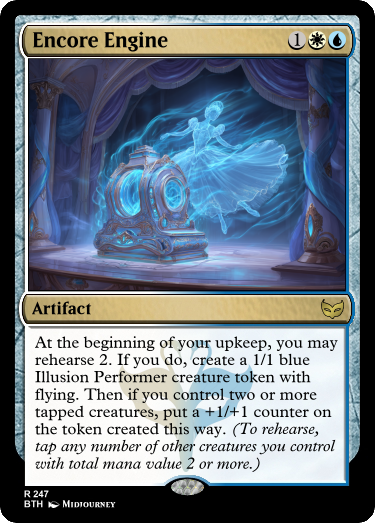 Encore Engine 1
Artifact
At the beginning of your upkeep, you may
rehearse 2. If you do, create a 1/1 blue
Illusion Performer creature token with
flying. Then if you control two or more
tapped creatures, put a +1/+1 counter on
the token created this way. (To rehearse,
tap any number of other creatures you control
with total mana value 2 or more.)
R 247
BTH Midjourney